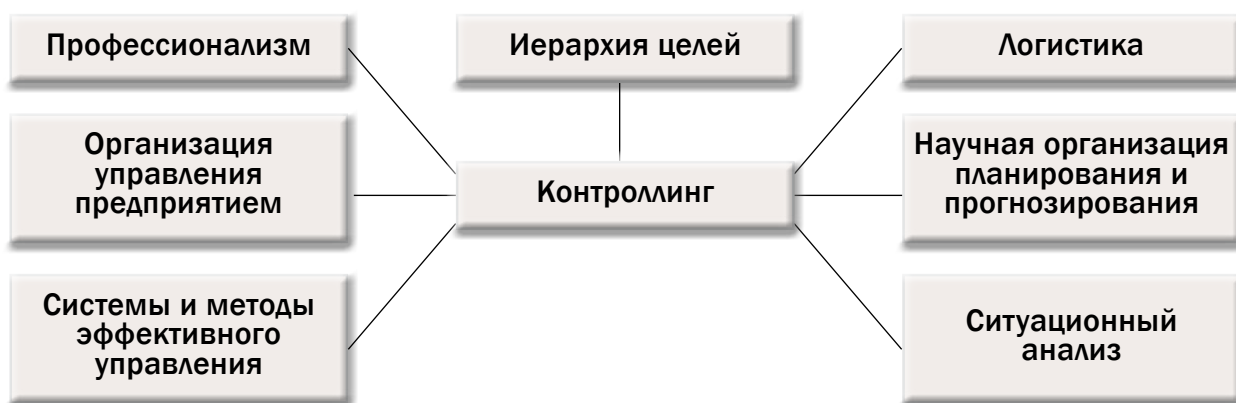 Профессионализм
Иерархия целей
Логистика
Организация
управления
предприятием
Контроллинг
Научная организация
планирования и
прогнозирования
Системы и методы
эффективного
управления
Ситуационный
анализ